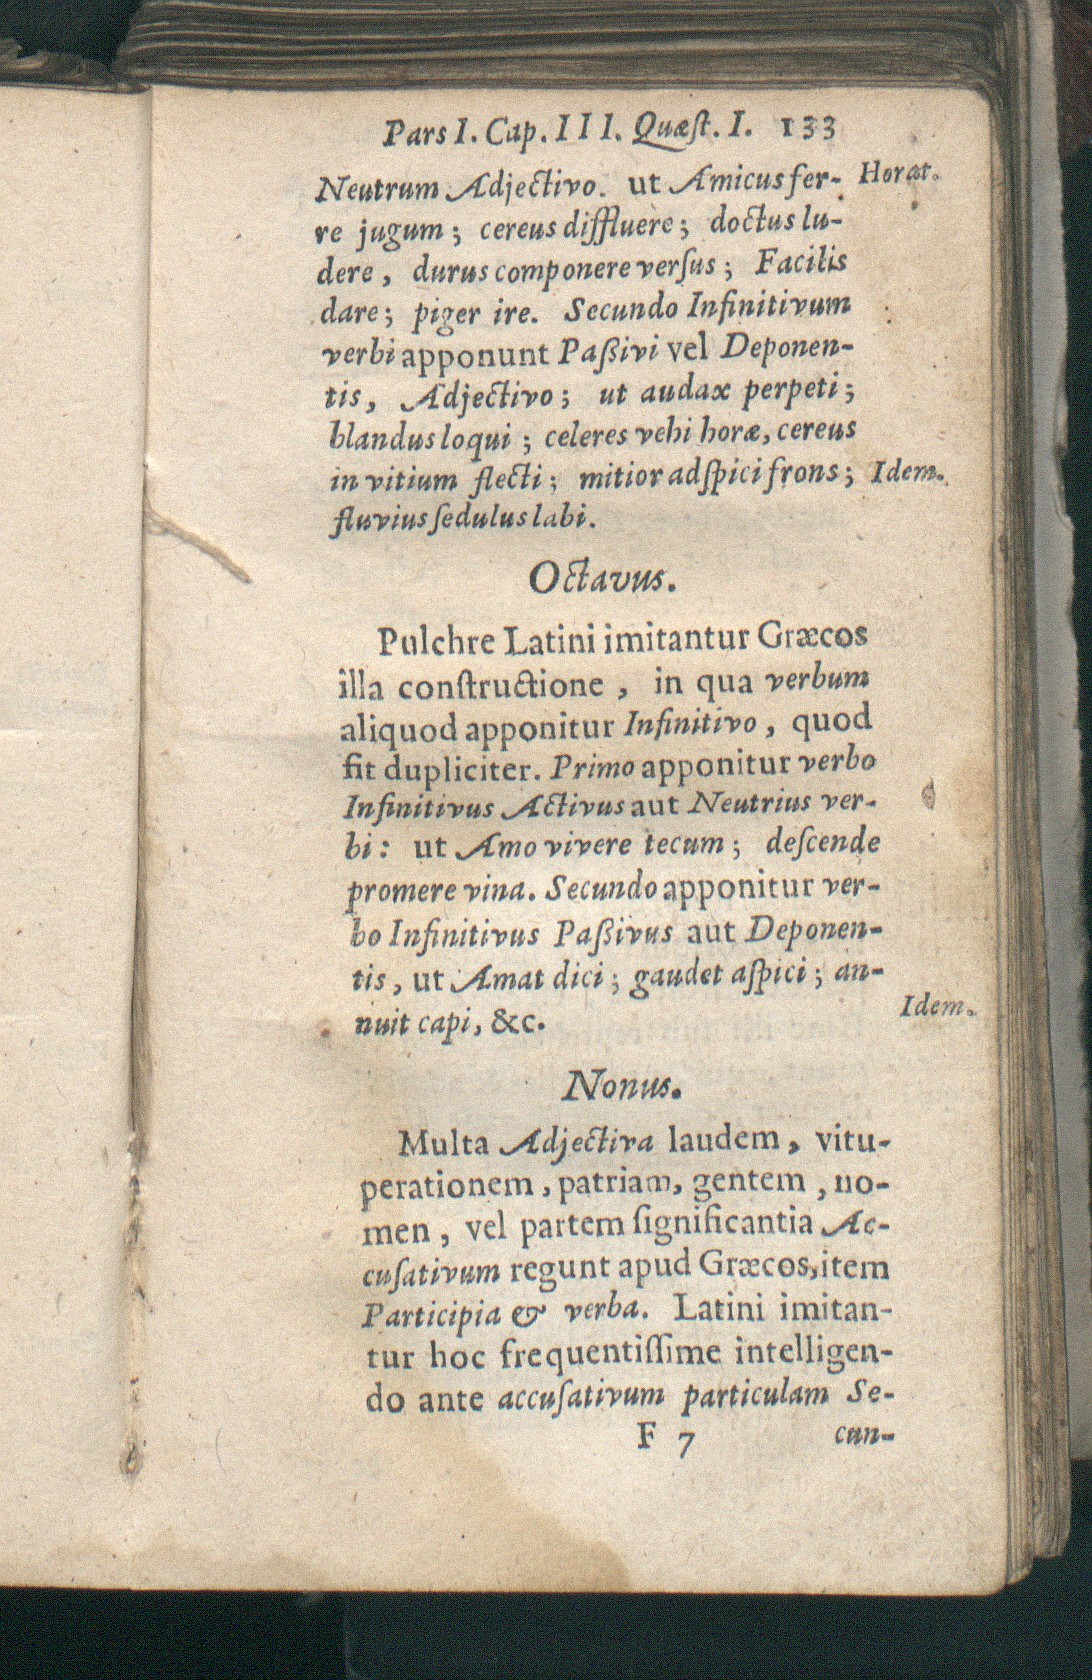 Pars I. Cap. III. Quæſt. I. 133
Neutrum Adjectivo. ut Amicus fer- Horat.
re jugum; cereus diffluere; doctus lu-
dere, durus componere verſus; Facilis
dare; piger ire. Secundo Infinitivum
verbi apponunt Paßivi vel Deponen-
tis, Adjectivo; ut audax perpeti;
blandus loqui; celeres vehi horæ, cereus
in vitium flecti; mitior adſpici frons; Idem.
fluvius ſedulus labi.
Octavus.
Pulchre Latini imitantur Græcos
illa conſtructione, in qua verbum
aliquod apponitur Infinitivo, quod
fit dupliciter. Primo apponitur verbo
Infinitivus Activus aut Neutrius ver-
bi: ut Amo vivere tecum; deſcende
promere vina. Secundo apponitur ver-
bo Infinitivus Paßivus aut Deponen-
tis, ut Amat dici; gaudet aſpici; an-
nuit capi, &c. Idem.
Nonus.
Multa Adjectiva laudem, vitu-
perationem, patriam, gentem, no-
men, vel partem ſignificantia Ac-
cuſativum regunt apud Græcos, item
Participia & verba. Latini imitan-
tur hoc frequentiſſime intelligen-
do ante accuſativum particulam Se-
F 7 cun-